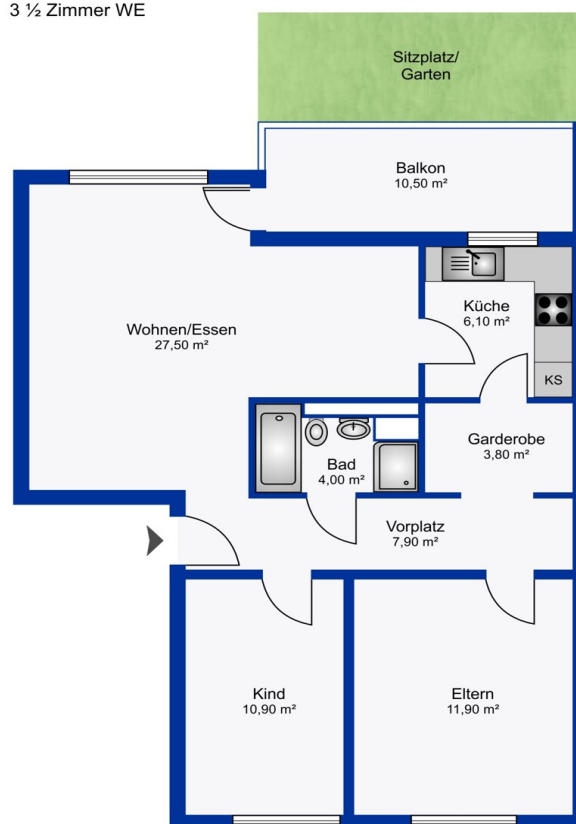 3 ½ Zimmer WE
Sitzplatz/
Garten
Balkon
10,50 m²
Küche
6,10 m²
Wohnen/Essen
27,50 m²
KS
Garderobe
3,80 m²
Bad
4,00 m²
Vorplatz
7,90 m²
Kind
10,90 m²
Eltern
11,90 m²